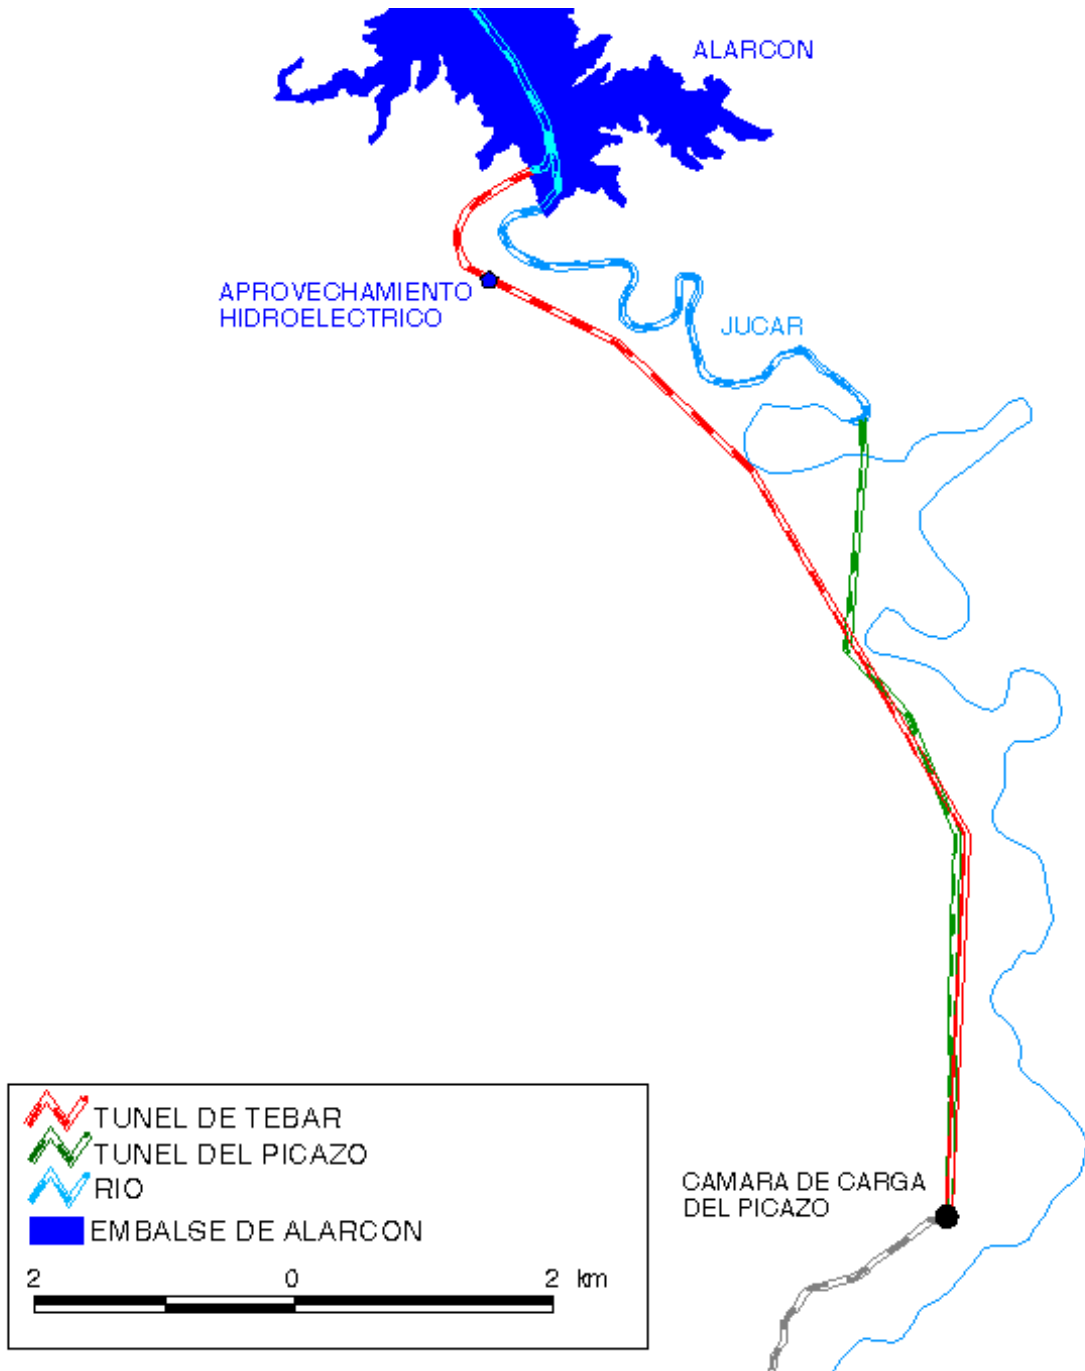 ALARCON
APROVECHAMIENTO
HIDROELECTRICO
JUCAR
TUNEL DE TEBAR
TUNEL DEL PICAZO
RIO
EMBALSE DE ALARCON
2 0 2 km
CAMARA DE CARGA
DEL PICAZO